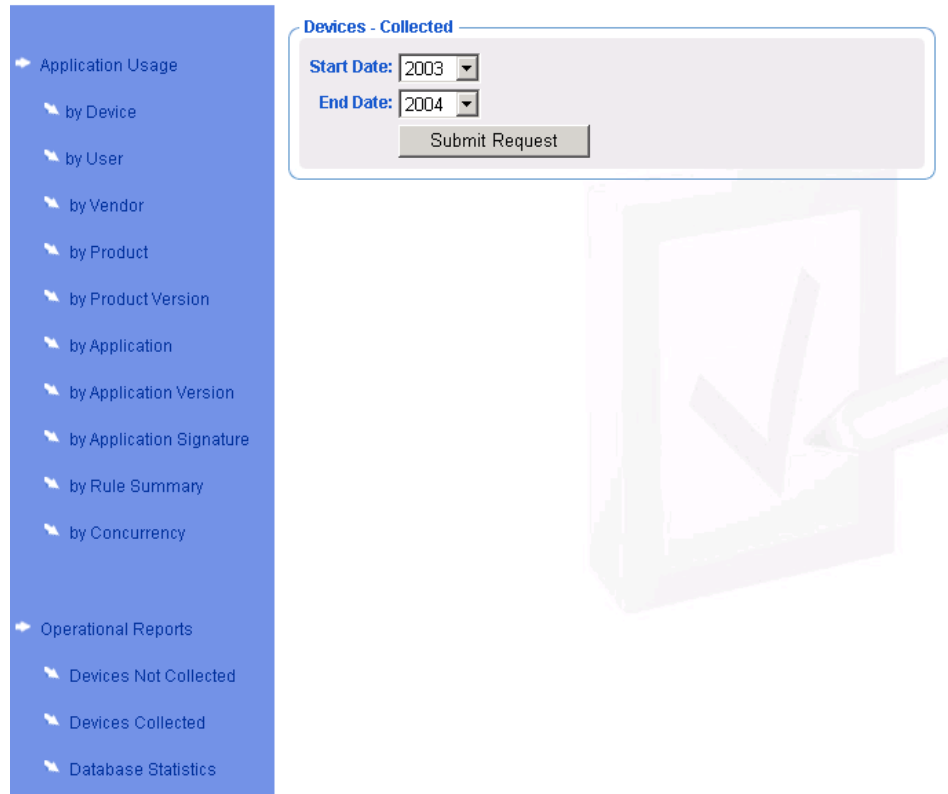 Application Usage
by Device
by User
by Vendor
by Product
by Product Version
by Application
by Application Version
by Application Signature
by Rule Summary
by Concurrency
Operational Reports
Devices Not Collected
Devices Collected
Database Statistics
Devices - Collected
Start Date: 2003
End Date: 2004
Submit Request